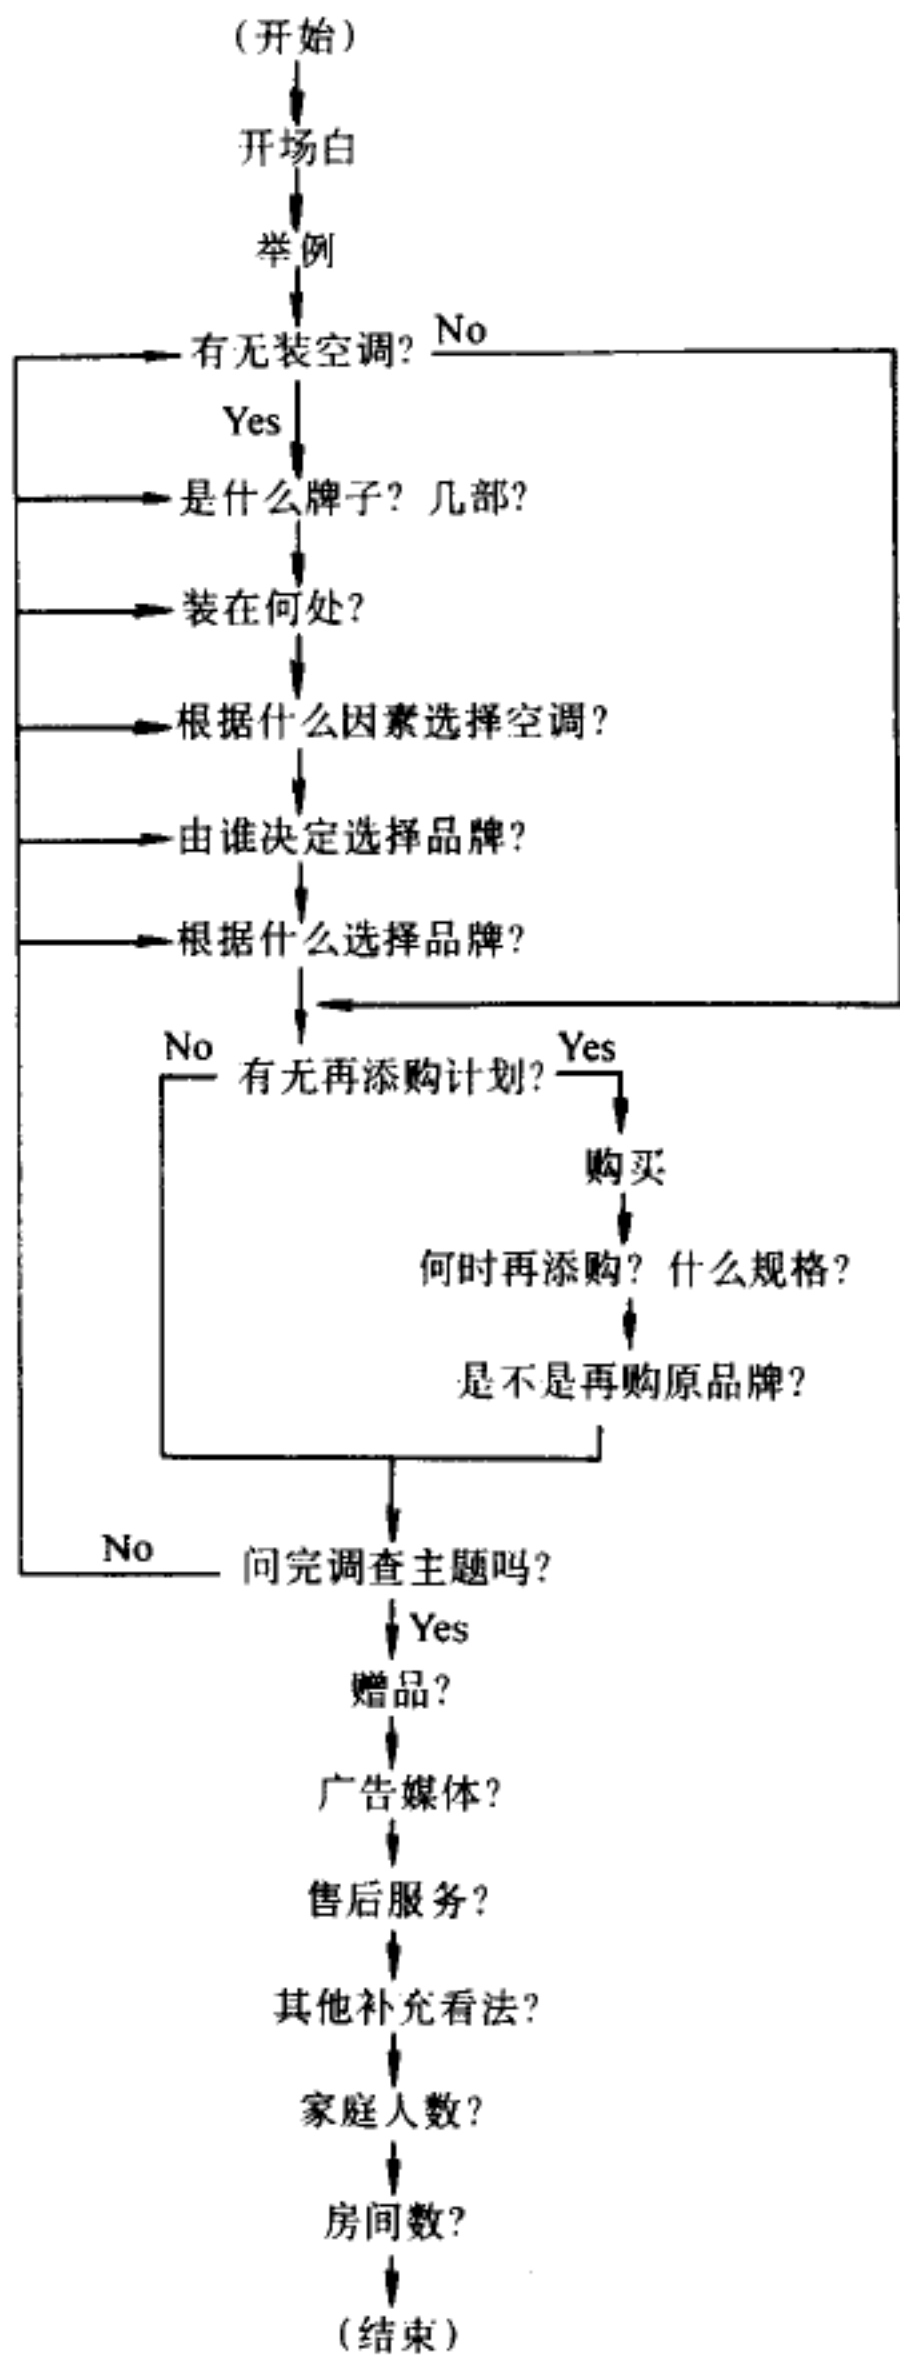 （开始）
开场白
举例
有无装空调？ No
Yes
是什么牌子？ 几部？
装在何处？
根据什么因素选择空调？
由谁决定选择品牌？
根据什么选择品牌？
No 有无再添购计划？ Yes
购买
何时再添购？ 什么规格？
是不是再购原品牌？
No 问完调查主题吗？
Yes
赠品？
广告媒体？
售后服务？
其他补充看法？
家庭人数？
房间数？
（结束）